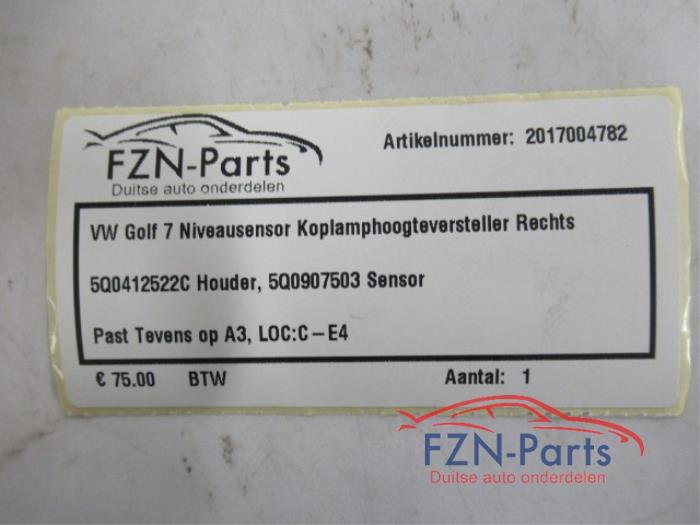 FZN-Parts
Duitse auto onderdelen
Artikelnummer: 2017004782
VW Golf 7 Niveausensor Koplamphoogteversteller Rechts
5Q0412522C Houder, 5Q0907503 Sensor
Past Tevens op A3, LOC:C-E4
€ 75.00 BTW Aantal: 1
FZN-Parts
Duitse auto onderdelen